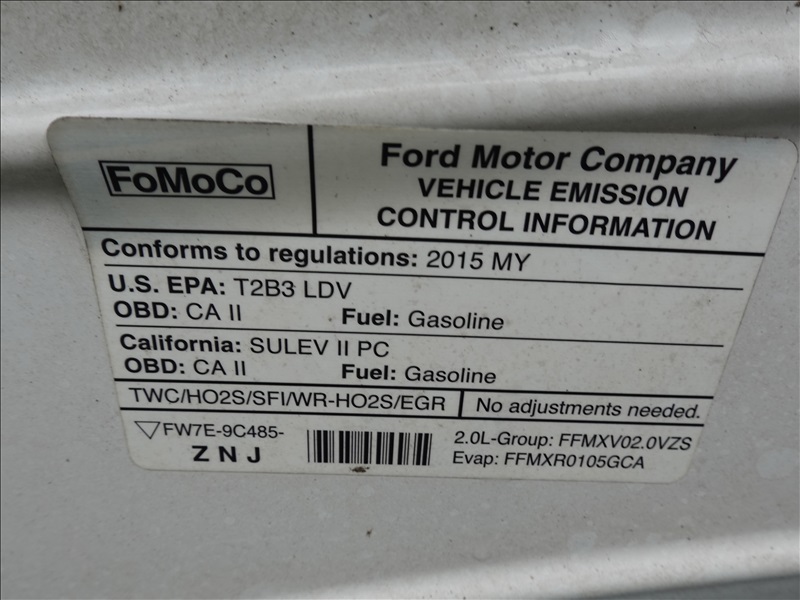 FoMoCo
Ford Motor Company
VEHICLE EMISSION
CONTROL INFORMATION
Conforms to regulations: 2015 MY
U.S. EPA: T2B3 LDV
OBD: CA II Fuel: Gasoline
California: SULEV II PC
OBD: CA II Fuel: Gasoline
TWC/HO2S/SFI/WR-HO2S/EGR No adjustments needed.
FW7E-9C485-
Z N J
2.0L-Group: FFMXV02.0VZS
Evap: FFMXR0105GCA